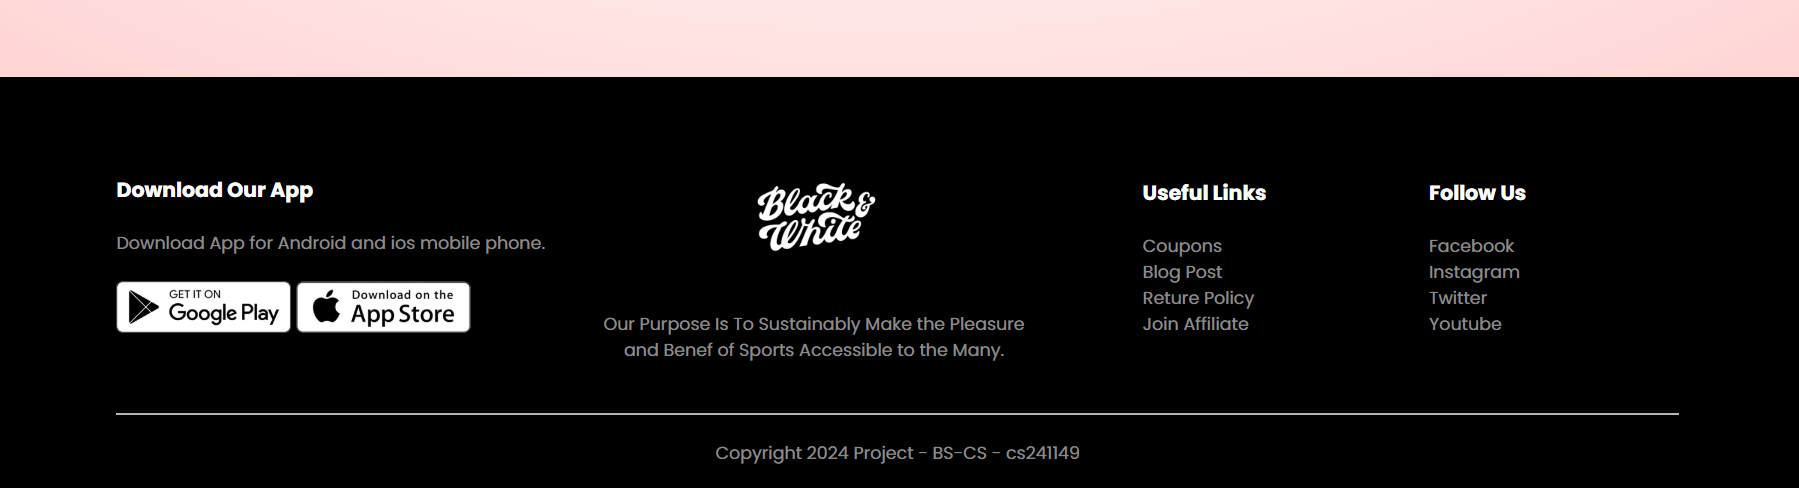 Download Our App
Download App for Android and ios mobile phone.
GET IT ON
Google Play
Download on the
App Store
Black &
White
Our Purpose Is To Sustainably Make the Pleasure
and Benef of Sports Accessible to the Many.
Useful Links
Coupons
Blog Post
Reture Policy
Join Affiliate
Follow Us
Facebook
Instagram
Twitter
Youtube
Copyright 2024 Project - BS-CS - cs241149